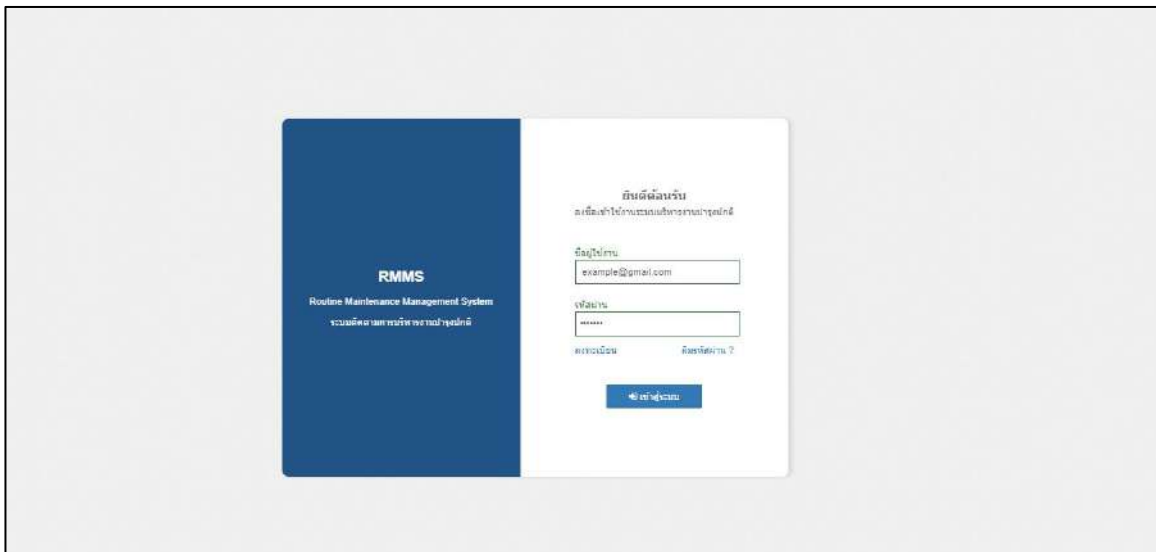 RMMS
Routine Maintenance Management System
ระบบติดตามการบริหารงานบำรุงปกติ
ยินดีต้อนรับ
ลงชื่อเข้าใช้งานระบบบริหารงานบำรุงปกติ
ชื่อผู้ใช้งาน
example@gmail.com
รหัสผ่าน
•••••••
ลงทะเบียน
ลืมรหัสผ่าน ?
เข้าสู่ระบบ